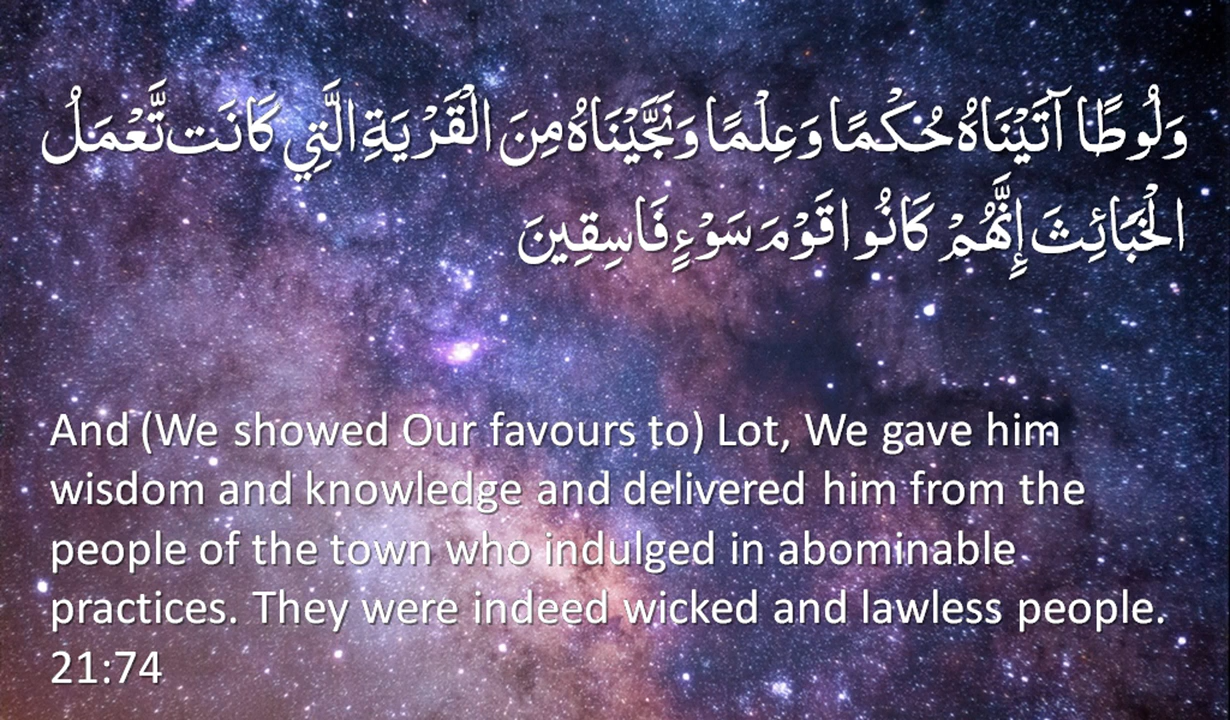 وَلُوطًا آتَيْنَاهُ حُكْمًا وَعِلْمًا وَنَجَّيْنَاهُ مِنَ الْقَرْيَةِ الَّتِي كَانَت تَّعْمَلُ
الْخَبَائِثَ إِنَّهُمْ كَانُوا قَوْمَ سَوْءٍ فَاسِقِينَ
And (We showed Our favours to) Lot, We gave him
wisdom and knowledge and delivered him from the
people of the town who indulged in abominable
practices. They were indeed wicked and lawless people.
21:74